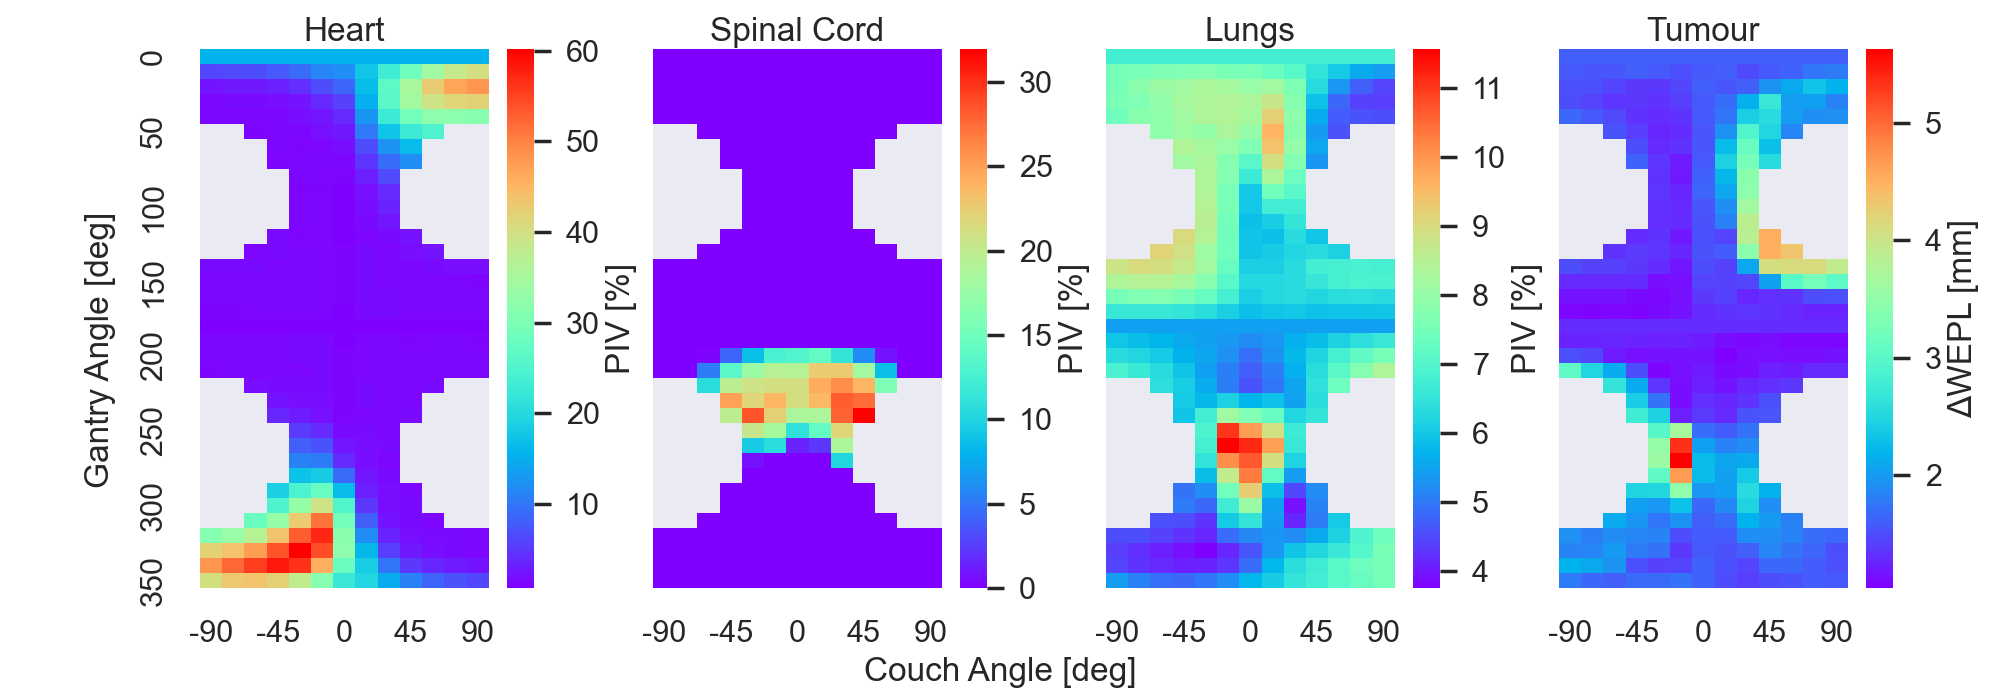 Heart
Spinal Cord
Lungs
Tumour
Gantry Angle [deg]
0
50
100
150
200
250
300
350
60
50
40
30
20
10
PIV [%]
30
25
20
15
10
5
0
PIV [%]
11
10
9
8
7
6
5
4
PIV [%]
5
4
3
2
ΔWEPL [mm]
-90 -45 0 45 90
-90 -45 0 45 90
-90 -45 0 45 90
-90 -45 0 45 90
Couch Angle [deg]